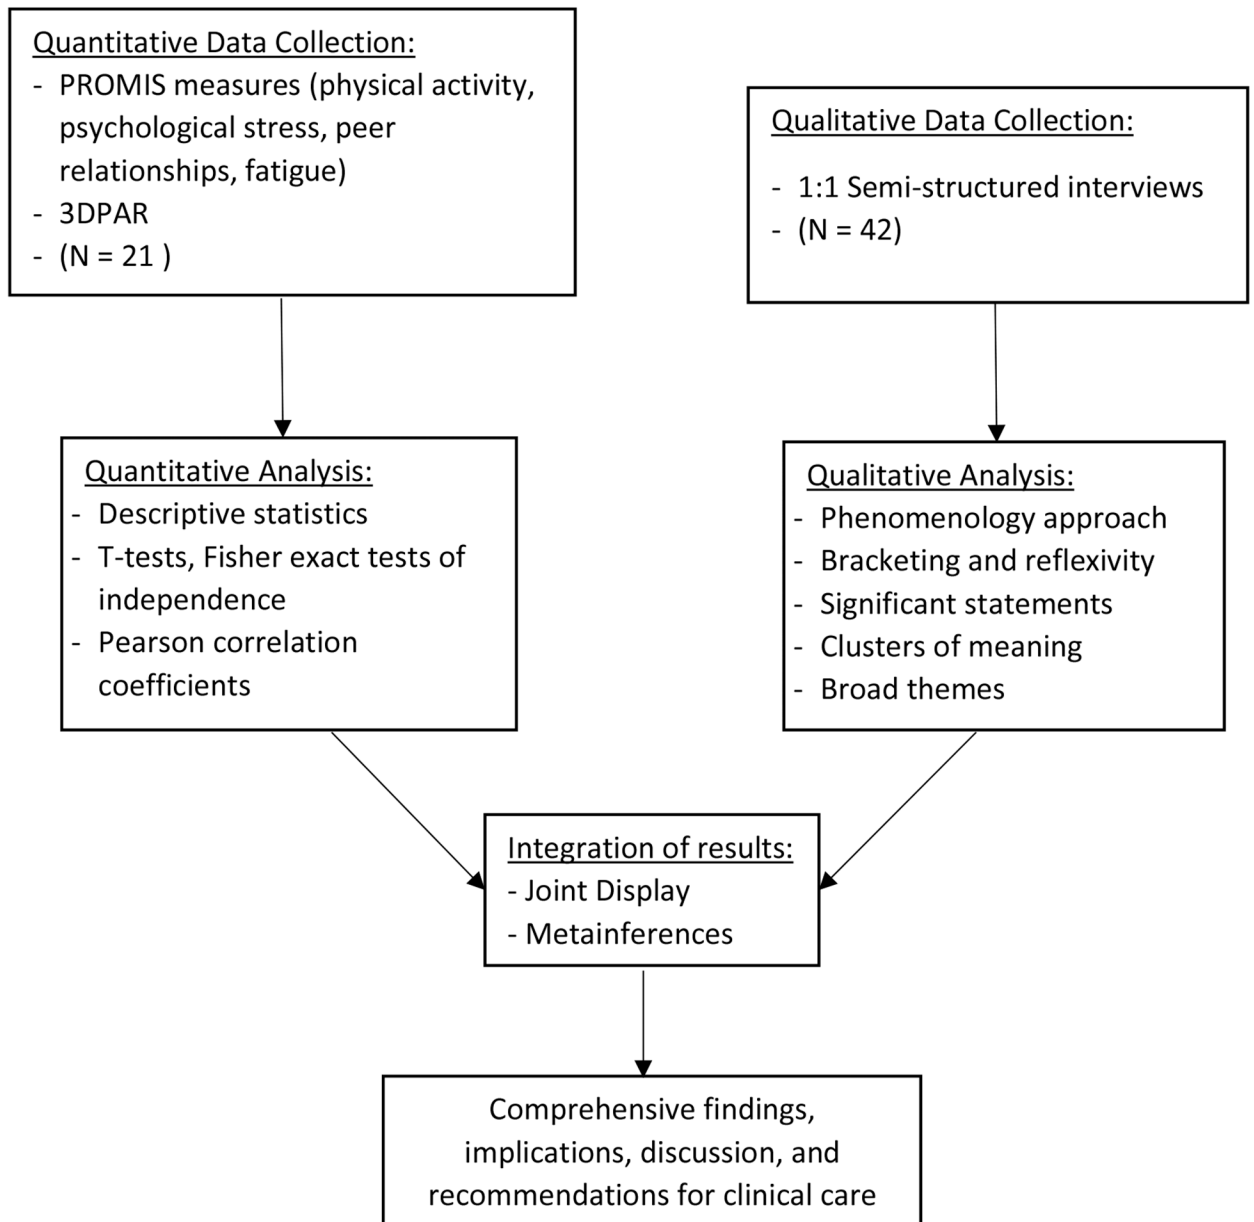 Quantitative Data Collection:
- PROMIS measures (physical activity,
psychological stress, peer
relationships, fatigue)
- 3DPAR
- (N = 21 )
Qualitative Data Collection:
- 1:1 Semi-structured interviews
- (N = 42)
Quantitative Analysis:
- Descriptive statistics
- T-tests, Fisher exact tests of
independence
- Pearson correlation
coefficients
Qualitative Analysis:
- Phenomenology approach
- Bracketing and reflexivity
- Significant statements
- Clusters of meaning
- Broad themes
Integration of results:
- Joint Display
- Metainferences
Comprehensive findings,
implications, discussion, and
recommendations for clinical care